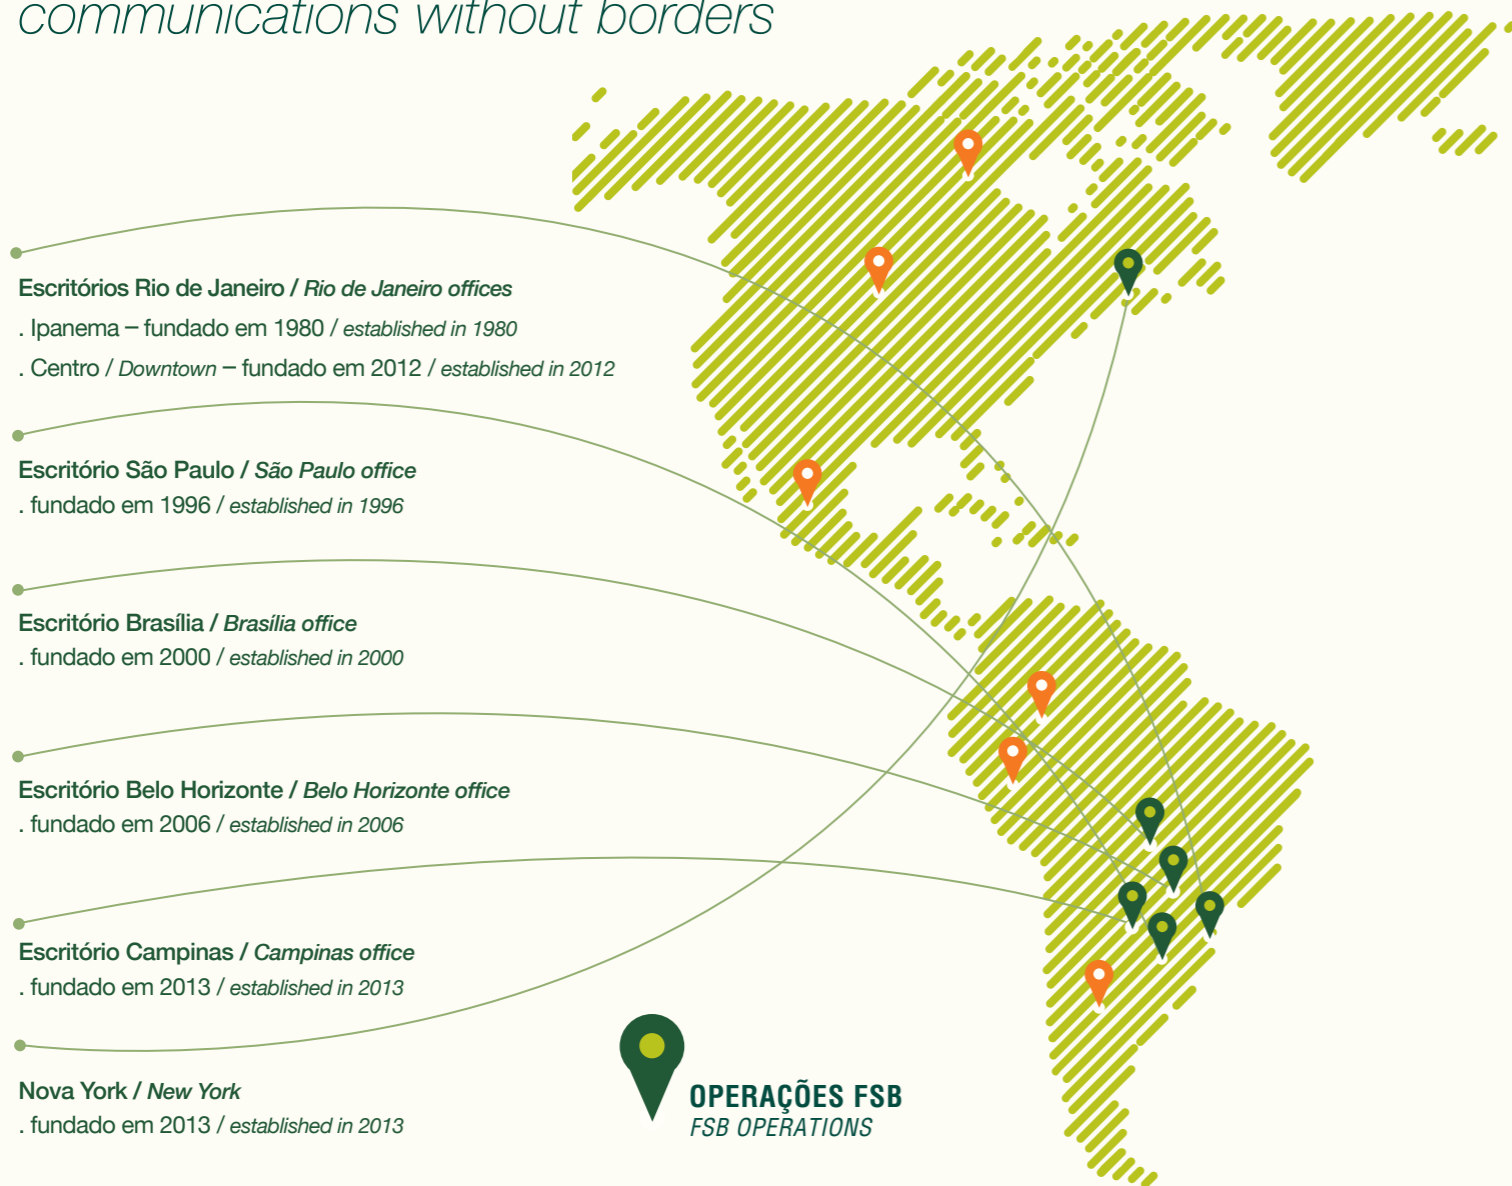 communications without borders
Escritórios Rio de Janeiro / Rio de Janeiro offices
. Ipanema – fundado em 1980 / established in 1980
. Centro / Downtown – fundado em 2012 / established in 2012
Escritório São Paulo / São Paulo office
. fundado em 1996 / established in 1996
Escritório Brasília / Brasília office
. fundado em 2000 / established in 2000
Escritório Belo Horizonte / Belo Horizonte office
. fundado em 2006 / established in 2006
Escritório Campinas / Campinas office
. fundado em 2013 / established in 2013
Nova York / New York
. fundado em 2013 / established in 2013
OPERAÇÕES FSB
FSB OPERATIONS